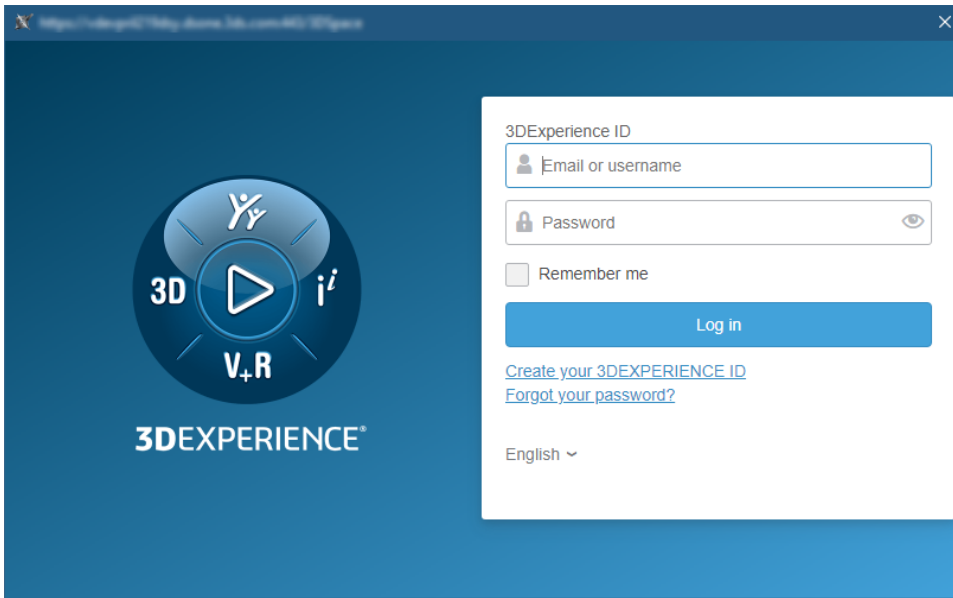 3DExperience ID
Email or username
Password
Remember me
Log in
Create your 3DEXPERIENCE ID
Forgot your password?
English
3D
i i
V+R
3DEXPERIENCE®